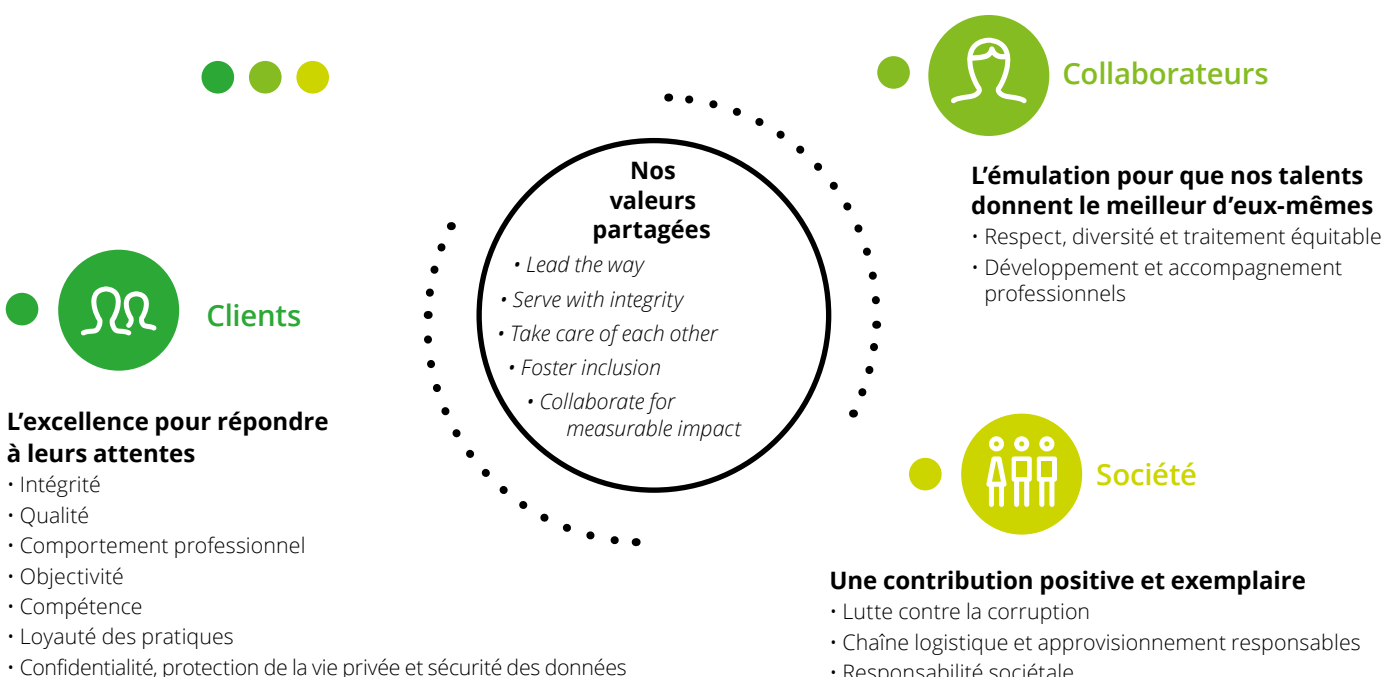 Nos
valeurs
partagées
• Lead the way
• Serve with integrity
• Take care of each other
• Foster inclusion
• Collaborate for
measurable impact
Clients
L’excellence pour répondre
à leurs attentes
• Intégrité
• Qualité
• Comportement professionnel
• Objectivité
• Compétence
• Loyauté des pratiques
• Confidentialité, protection de la vie privée et sécurité des données
Collaborateurs
L’émulation pour que nos talents
donnent le meilleur d’eux-mêmes
• Respect, diversité et traitement équitable
• Développement et accompagnement
professionnels
Société
Une contribution positive et exemplaire
• Lutte contre la corruption
• Chaîne logistique et approvisionnement responsables
• Responsabilité sociétale